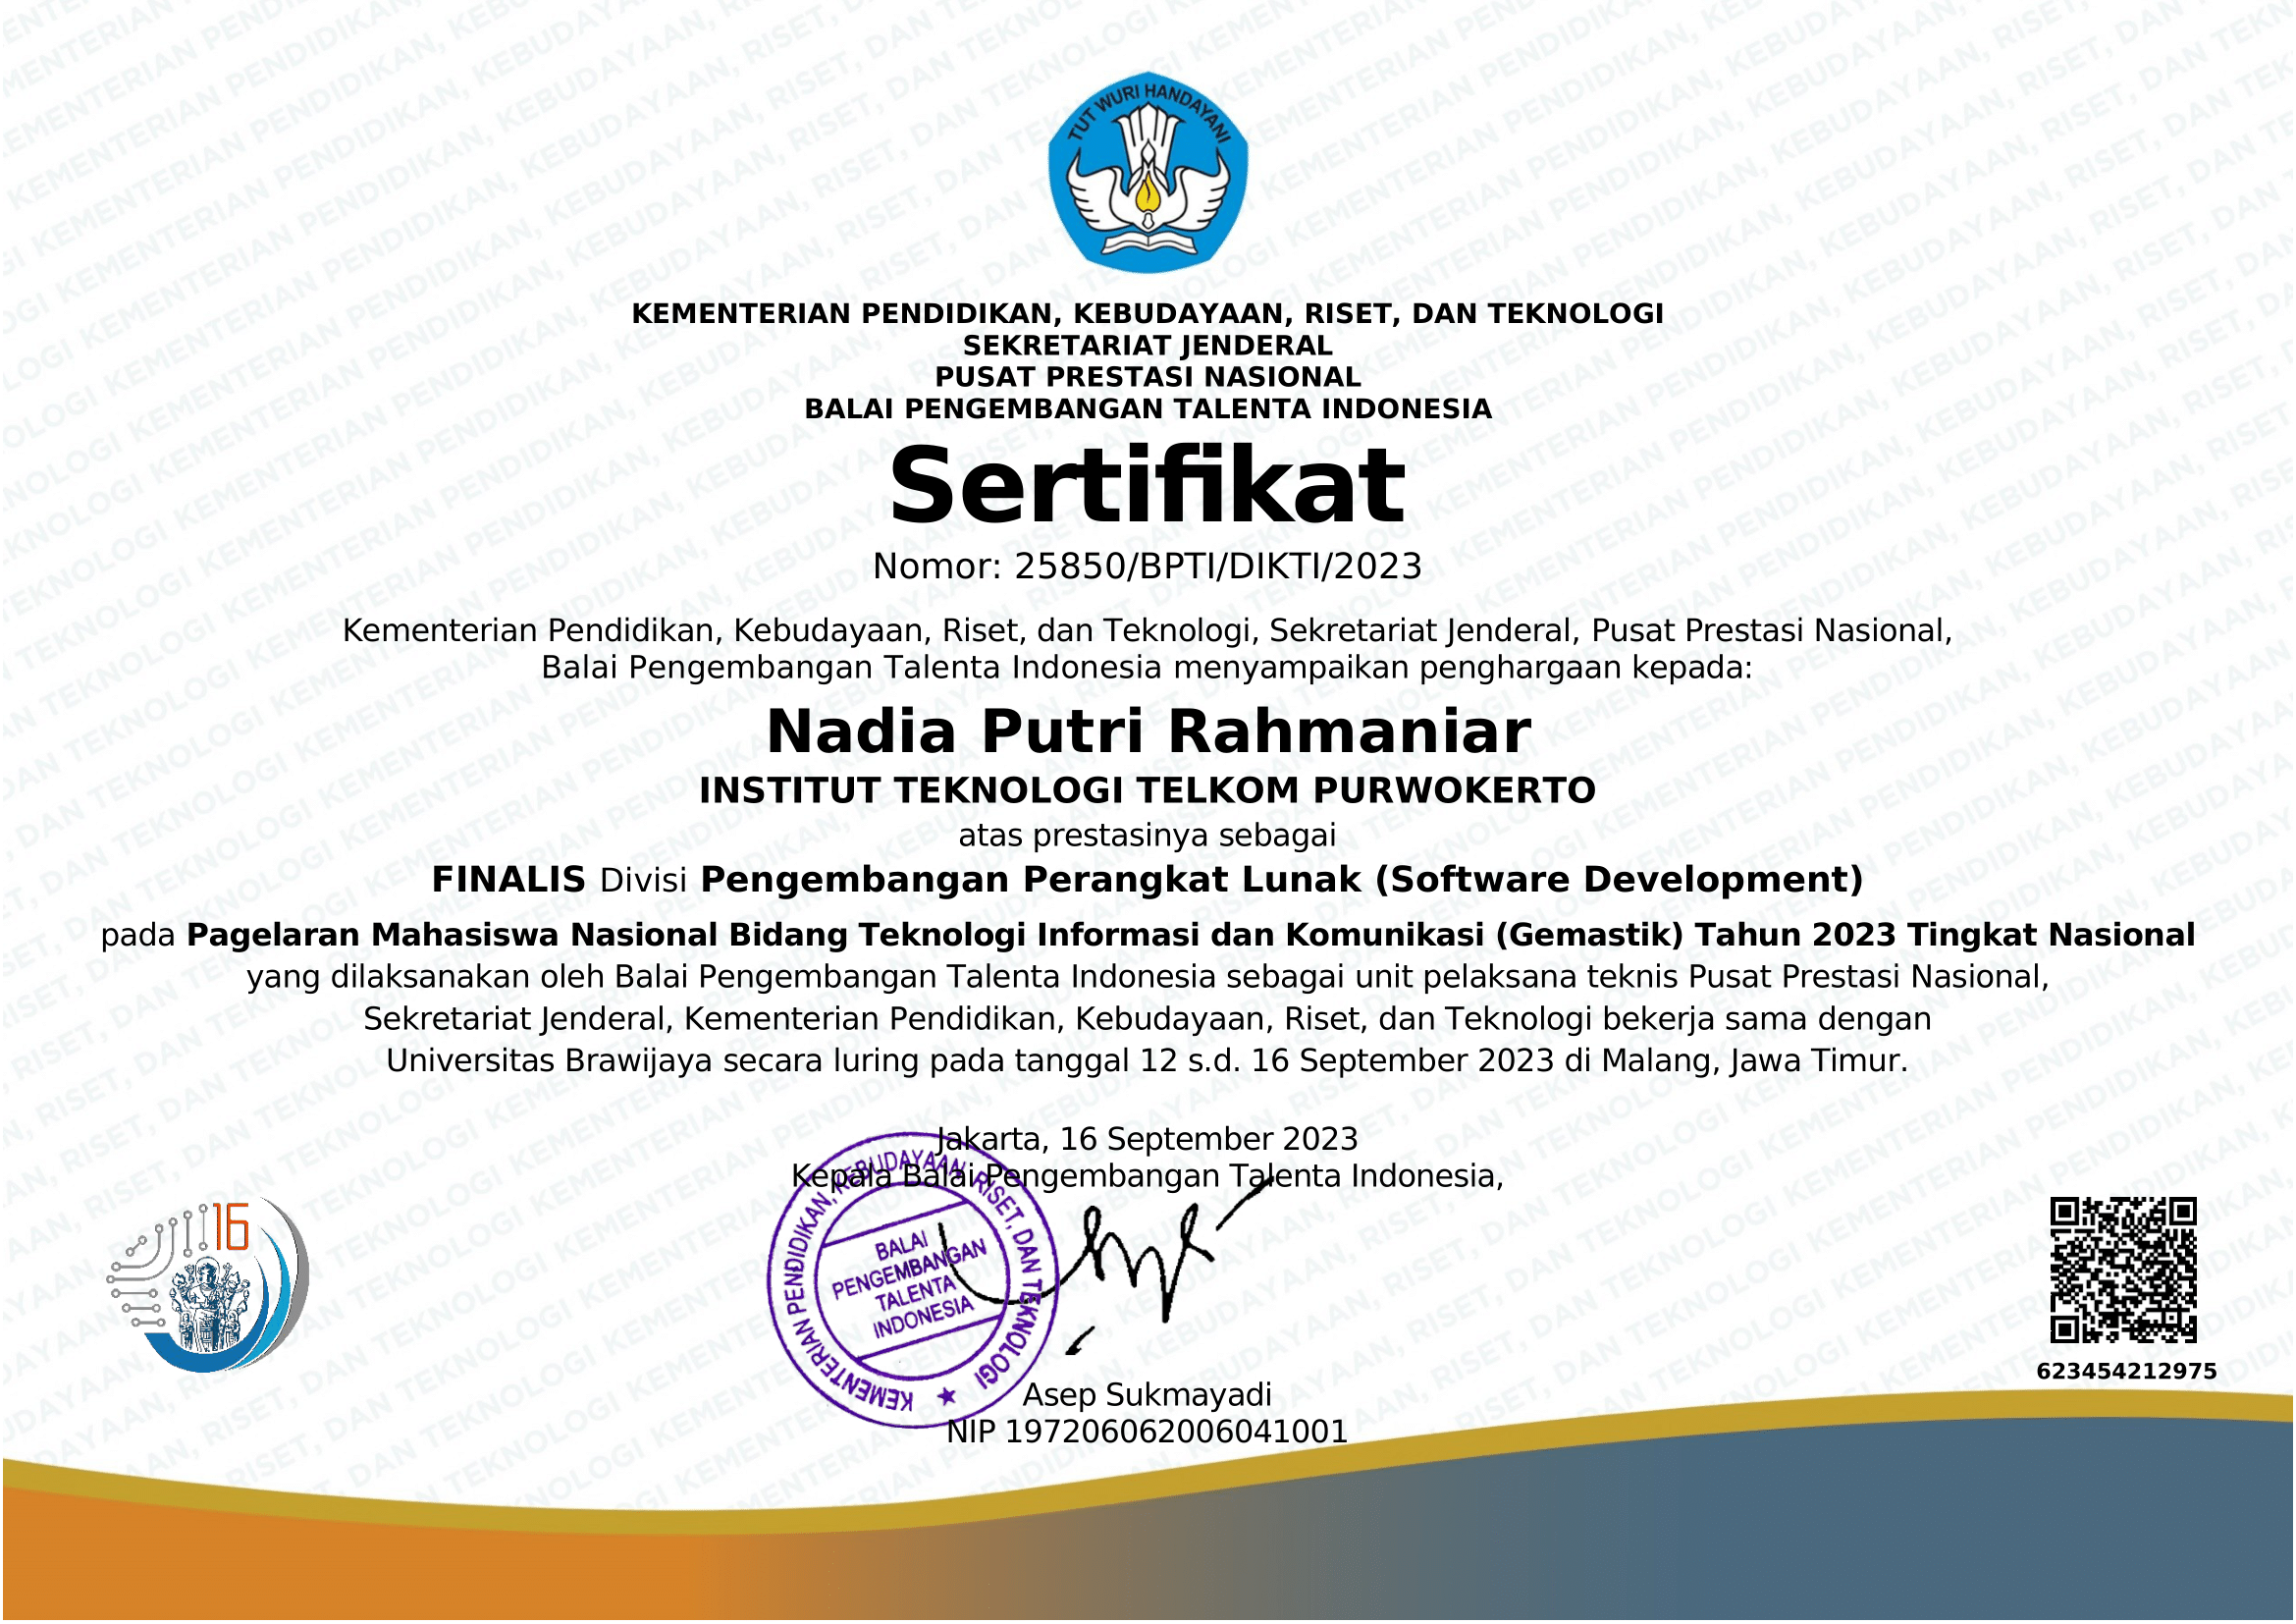 TUT WURI HANDAYANI
KEMENTERIAN PENDIDIKAN, KEBUDAYAAN, RISET, DAN TEKNOLOGI
SEKRETARIAT JENDERAL
PUSAT PRESTASI NASIONAL
BALAI PENGEMBANGAN TALENTA INDONESIA
Sertifikat
Nomor: 25850/BPTI/DIKTI/2023
Kementerian Pendidikan, Kebudayaan, Riset, dan Teknologi, Sekretariat Jenderal, Pusat Prestasi Nasional,
Balai Pengembangan Talenta Indonesia menyampaikan penghargaan kepada:
Nadia Putri Rahmaniar
INSTITUT TEKNOLOGI TELKOM PURWOKERTO
atas prestasinya sebagai
FINALIS Divisi Pengembangan Perangkat Lunak (Software Development)
pada Pagelaran Mahasiswa Nasional Bidang Teknologi Informasi dan Komunikasi (Gemastik) Tahun 2023 Tingkat Nasional
yang dilaksanakan oleh Balai Pengembangan Talenta Indonesia sebagai unit pelaksana teknis Pusat Prestasi Nasional,
Sekretariat Jenderal, Kementerian Pendidikan, Kebudayaan, Riset, dan Teknologi bekerja sama dengan
Universitas Brawijaya secara luring pada tanggal 12 s.d. 16 September 2023 di Malang, Jawa Timur.
Jakarta, 16 September 2023
Kepala Balai Pengembangan Talenta Indonesia,
16
KEMENTERIAN PENDIDIKAN, KEBUDAYAAN, RISET, DAN TEKNOLOGI
BALAI
PENGEMBANGAN
TALENTA
INDONESIA
623454212975
Asep Sukmayadi
NIP 197206062006041001